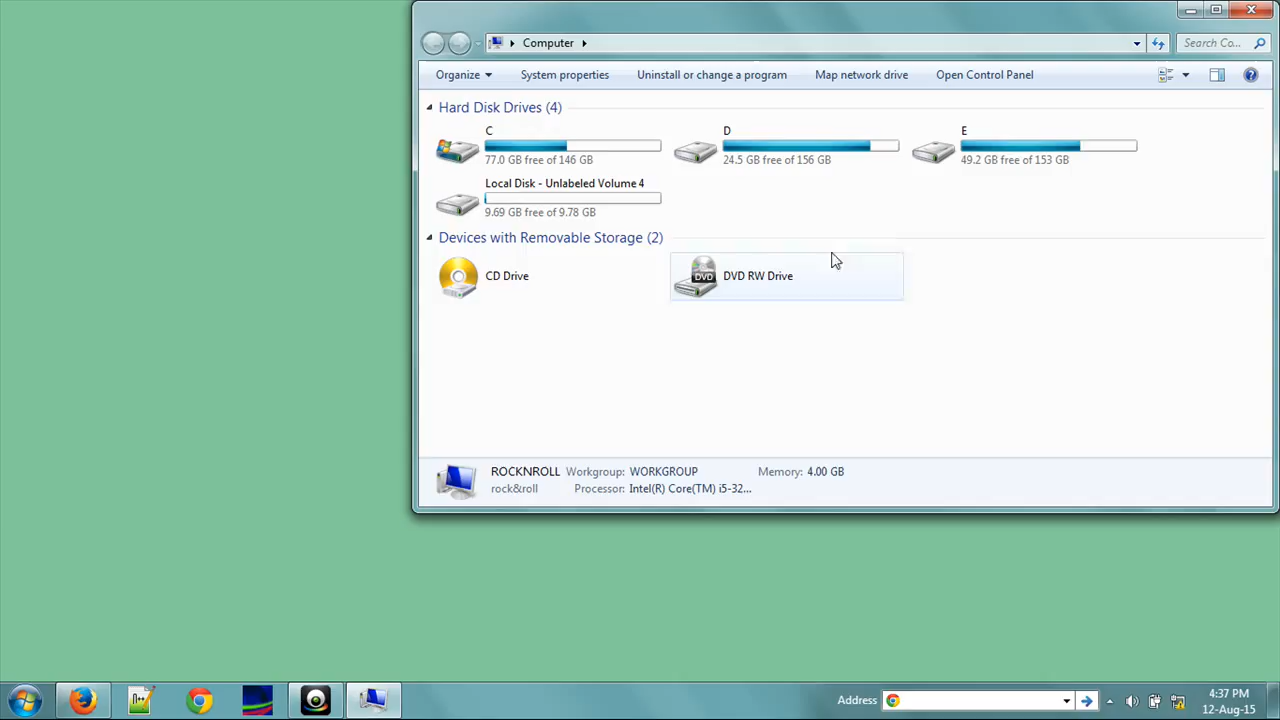 Computer
Search Co...
Organize
System properties
Uninstall or change a program
Map network drive
Open Control Panel
Hard Disk Drives (4)
C
77.0 GB free of 146 GB
D
24.5 GB free of 156 GB
E
49.2 GB free of 153 GB
Local Disk - Unlabeled Volume 4
9.69 GB free of 9.78 GB
Devices with Removable Storage (2)
CD Drive
DVD
DVD RW Drive
ROCKNROLL Workgroup: WORKGROUP Memory: 4.00 GB
rock&roll Processor: Intel(R) Core(TM) i5-32...
n++
Address
4:37 PM
12-Aug-15